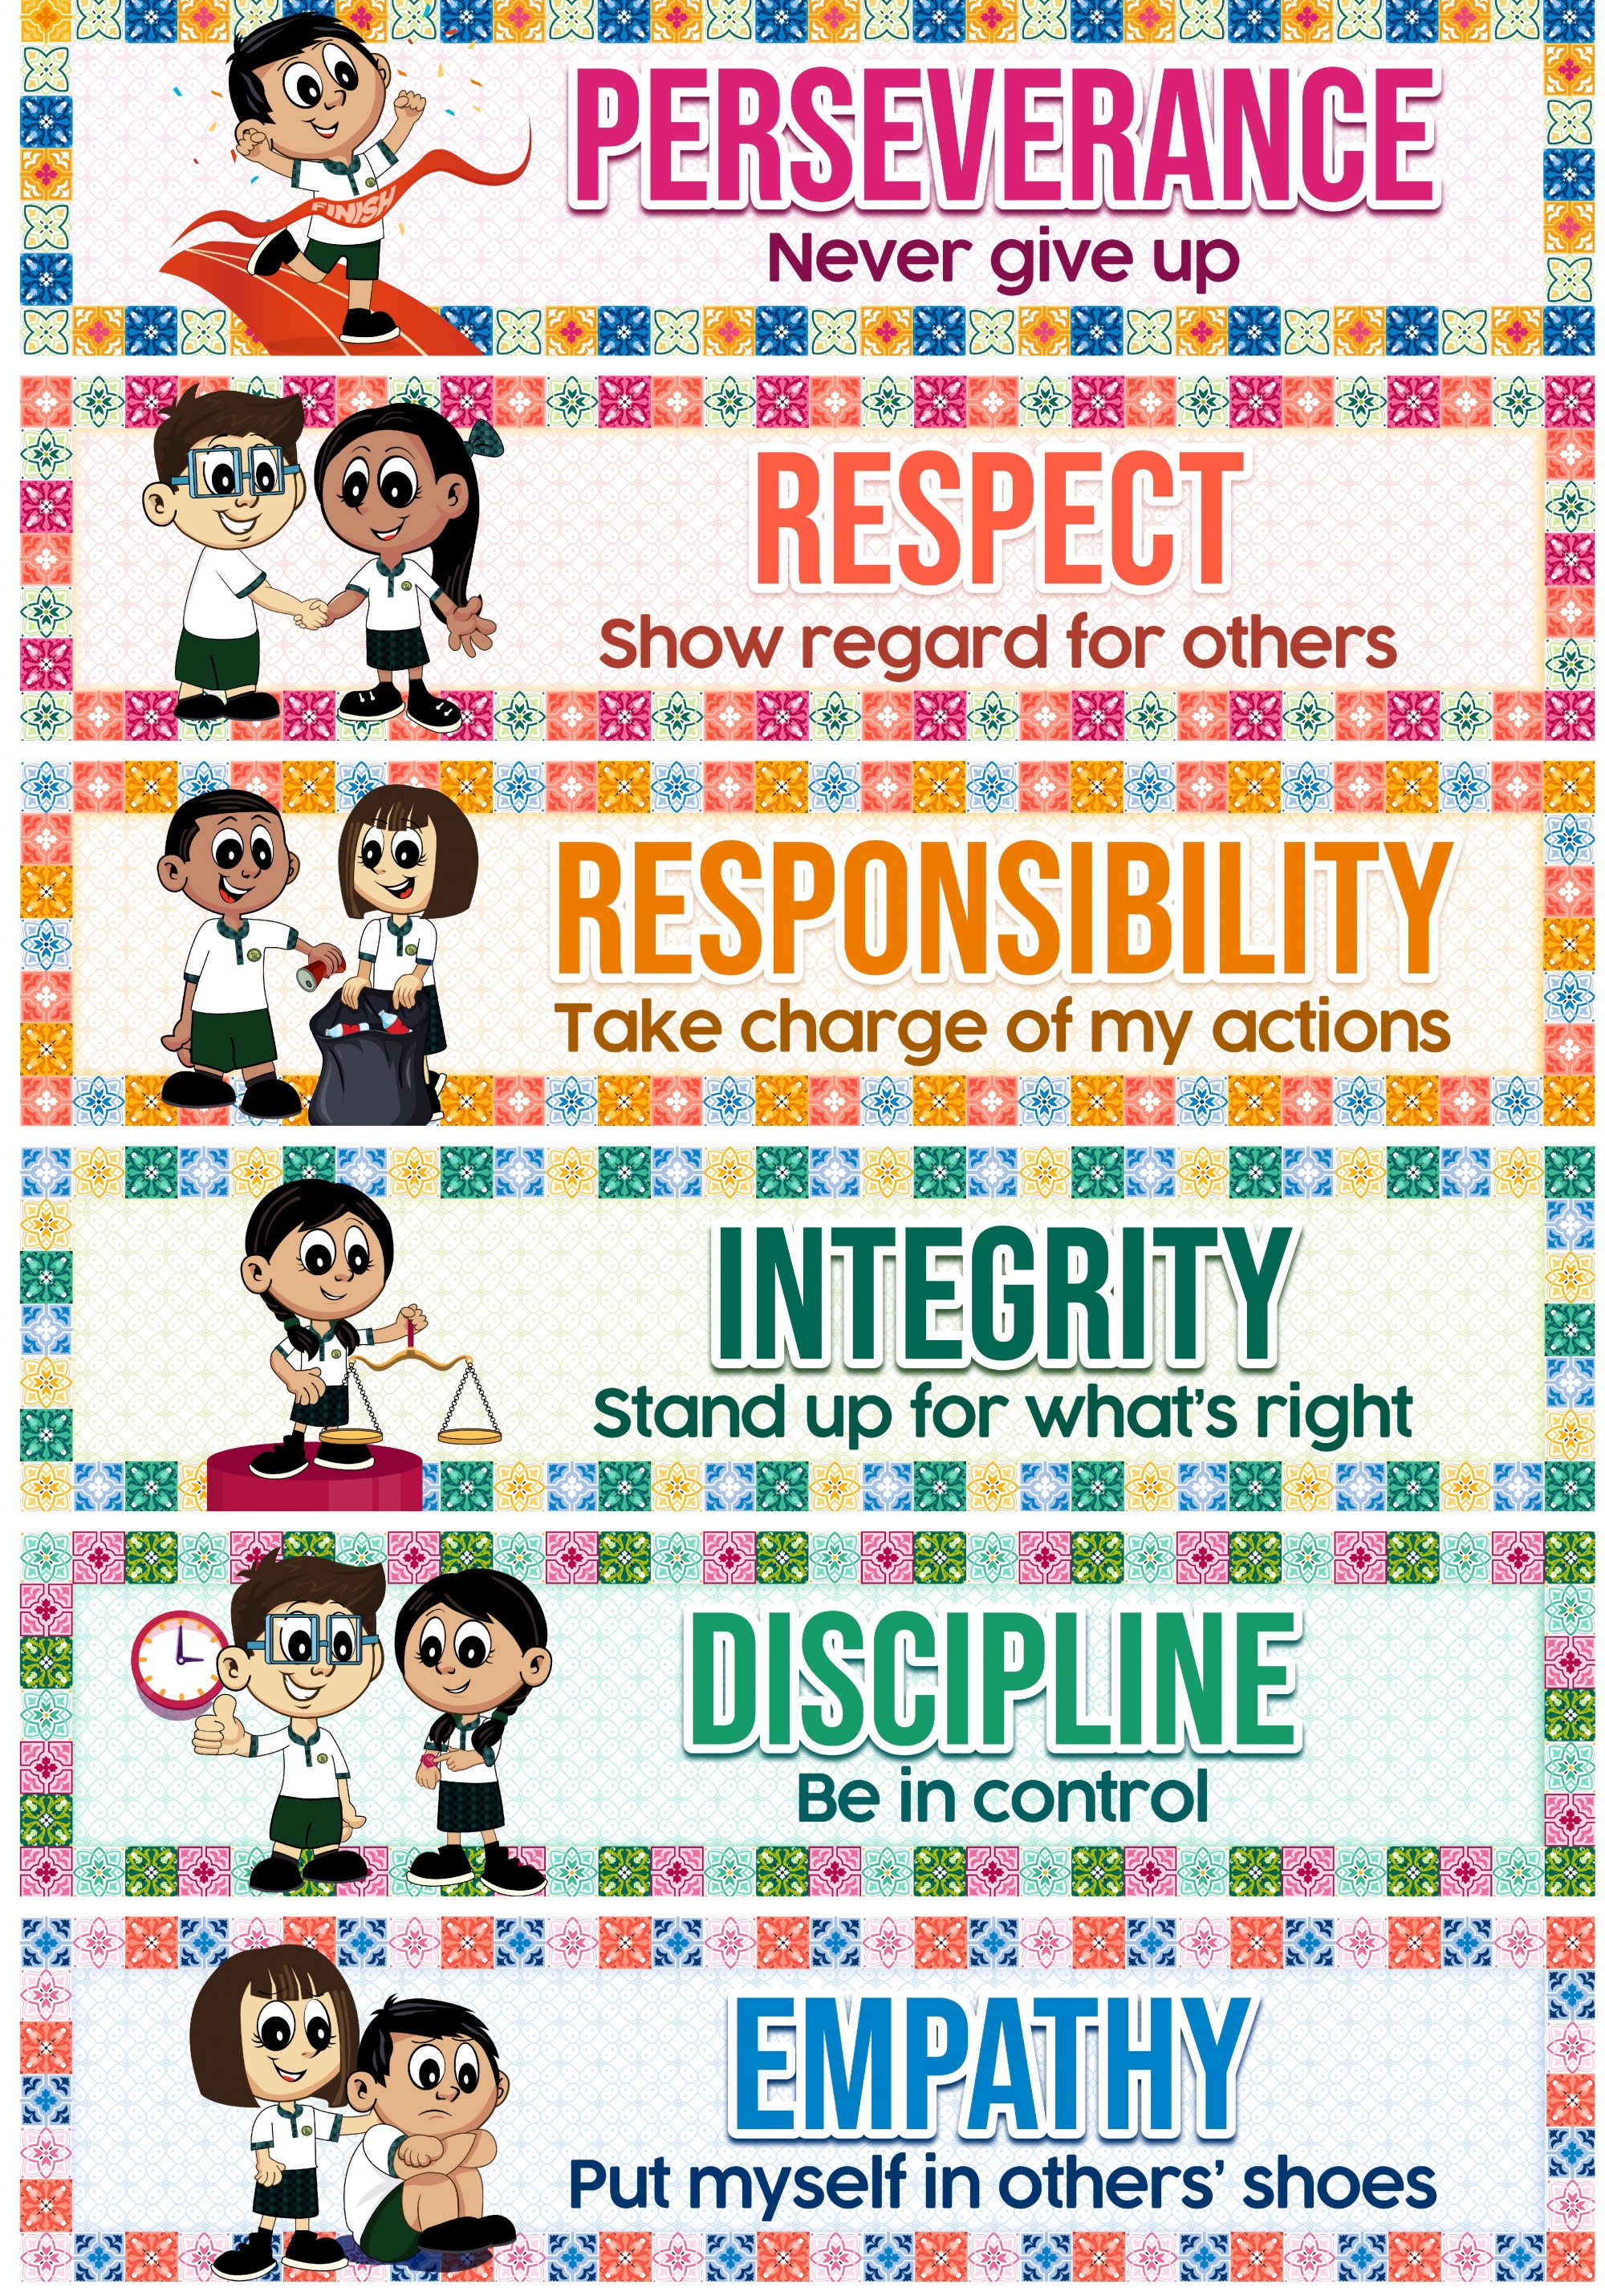 FINISH
PERSEVERANCE
Never give up
RESPECT
Show regard for others
RESPONSIBILITY
Take charge of my actions
INTEGRITY
Stand up for what's right
DISCIPLINE
Be in control
EMPATHY
Put myself in others' shoes